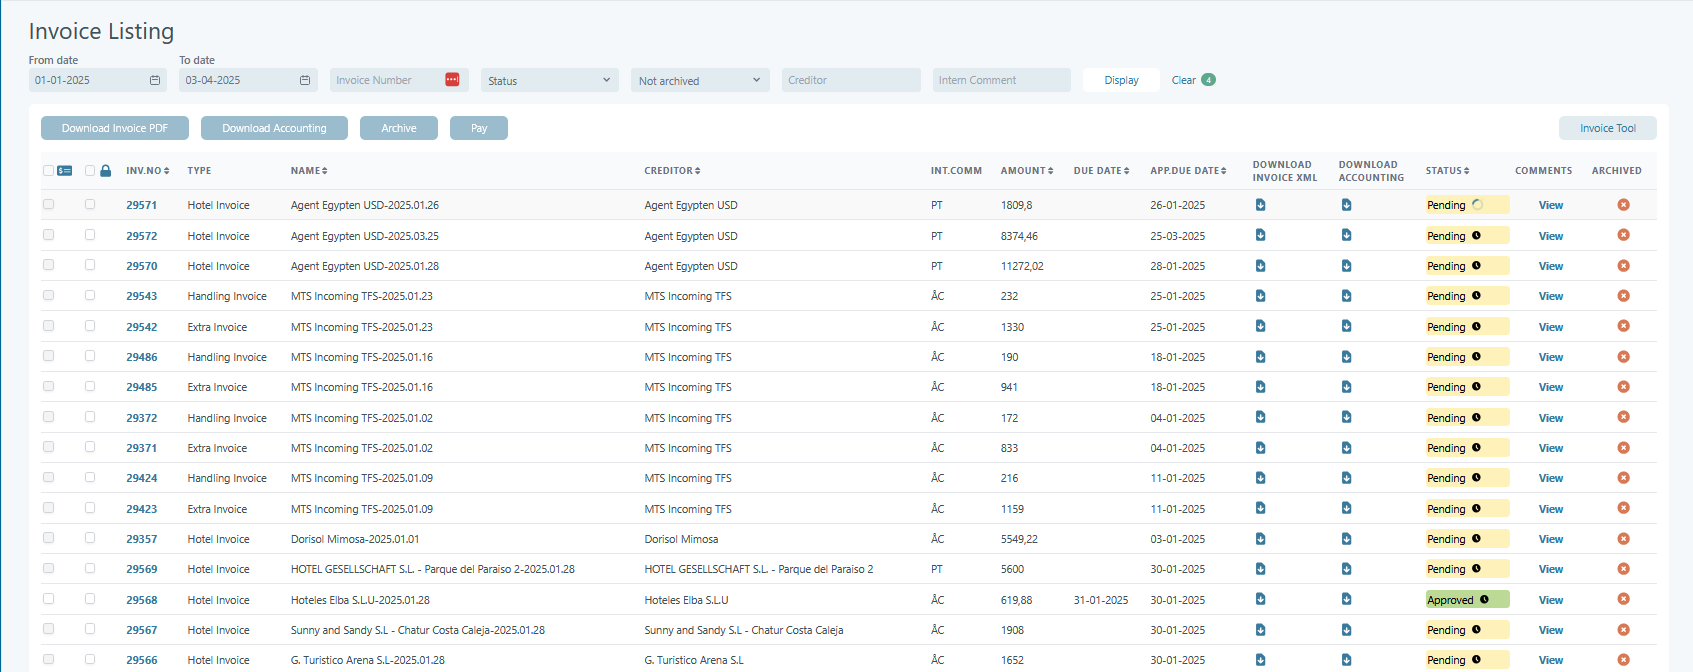 Invoice Listing
From date To date
01-01-2025 03-04-2025 Invoice Number Status Not archived Creditor Intern Comment Display Clear 4
Download Invoice PDF Download Accounting Archive Pay Invoice Tool
INV.NO TYPE NAME CREDITOR INT.COMM AMOUNT DUE DATE APP.DUE DATE DOWNLOAD INVOICE XML DOWNLOAD ACCOUNTING STATUS COMMENTS ARCHIVED
29571 Hotel Invoice Agent Egypten USD-2025.01.26 Agent Egypten USD PT 1809,8 26-01-2025 Pending View
29572 Hotel Invoice Agent Egypten USD-2025.03.25 Agent Egypten USD PT 8374,46 25-03-2025 Pending View
29570 Hotel Invoice Agent Egypten USD-2025.01.28 Agent Egypten USD PT 11272,02 28-01-2025 Pending View
29543 Handling Invoice MTS Incoming TFS-2025.01.23 MTS Incoming TFS ÅC 232 25-01-2025 Pending View
29542 Extra Invoice MTS Incoming TFS-2025.01.23 MTS Incoming TFS ÅC 1330 25-01-2025 Pending View
29486 Handling Invoice MTS Incoming TFS-2025.01.16 MTS Incoming TFS ÅC 190 18-01-2025 Pending View
29485 Extra Invoice MTS Incoming TFS-2025.01.16 MTS Incoming TFS ÅC 941 18-01-2025 Pending View
29372 Handling Invoice MTS Incoming TFS-2025.01.02 MTS Incoming TFS ÅC 172 04-01-2025 Pending View
29371 Extra Invoice MTS Incoming TFS-2025.01.02 MTS Incoming TFS ÅC 833 04-01-2025 Pending View
29424 Handling Invoice MTS Incoming TFS-2025.01.09 MTS Incoming TFS ÅC 216 11-01-2025 Pending View
29423 Extra Invoice MTS Incoming TFS-2025.01.09 MTS Incoming TFS ÅC 1159 11-01-2025 Pending View
29357 Hotel Invoice Dorisol Mimosa-2025.01.01 Dorisol Mimosa ÅC 5549,22 03-01-2025 Pending View
29569 Hotel Invoice HOTEL GESELLSCHAFT S.L. - Parque del Paraiso 2-2025.01.28 HOTEL GESELLSCHAFT S.L. - Parque del Paraiso 2 PT 5600 30-01-2025 Pending View
29568 Hotel Invoice Hoteles Elba S.L.U-2025.01.28 Hoteles Elba S.L.U ÅC 619,88 31-01-2025 30-01-2025 Approved View
29567 Hotel Invoice Sunny and Sandy S.L - Chatur Costa Caleja-2025.01.28 Sunny and Sandy S.L - Chatur Costa Caleja ÅC 1908 30-01-2025 Pending View
29566 Hotel Invoice G. Turistico Arena S.L-2025.01.28 G. Turistico Arena S.L ÅC 1652 30-01-2025 Pending View